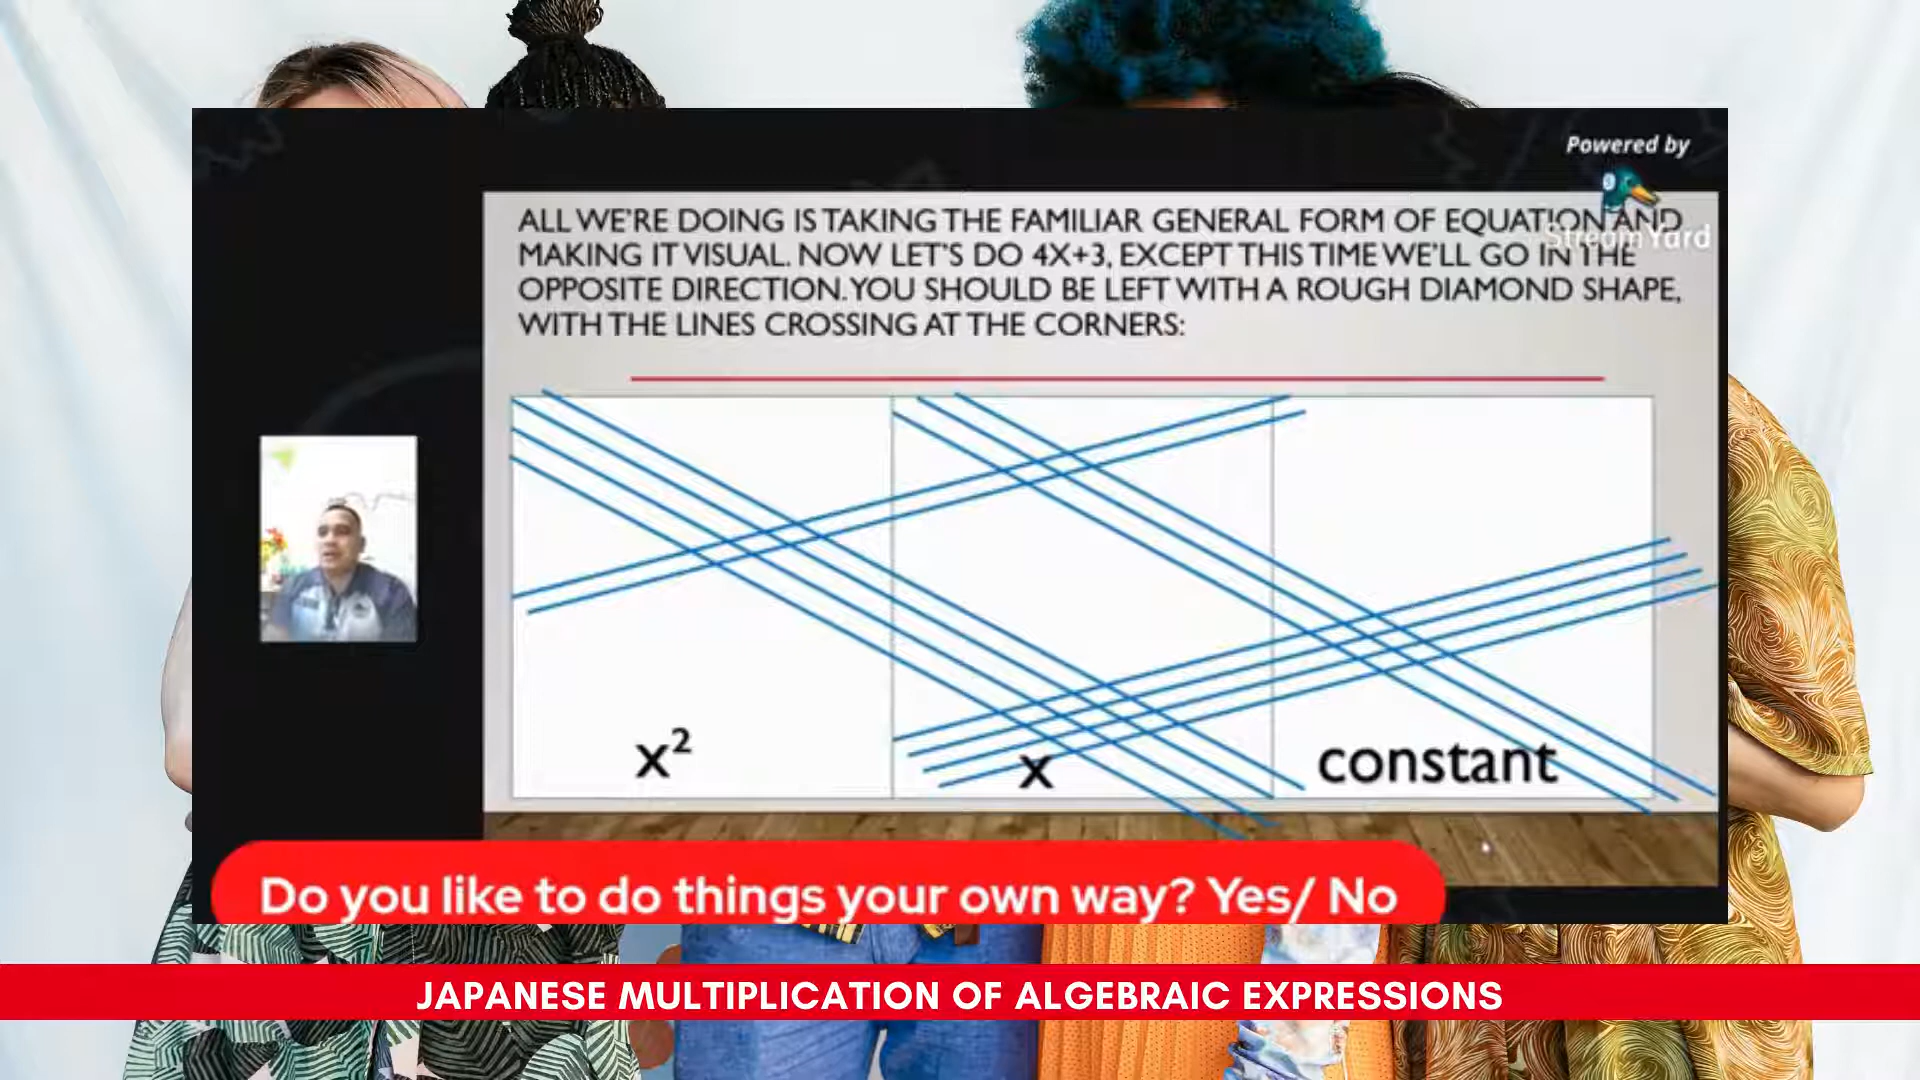 Powered by
StreamYard
ALL WE'RE DOING IS TAKING THE FAMILIAR GENERAL FORM OF EQUATION AND
MAKING IT VISUAL. NOW LET'S DO 4X+3, EXCEPT THIS TIME WE'LL GO IN THE
OPPOSITE DIRECTION. YOU SHOULD BE LEFT WITH A ROUGH DIAMOND SHAPE,
WITH THE LINES CROSSING AT THE CORNERS:
x² x constant
Do you like to do things your own way? Yes/ No
JAPANESE MULTIPLICATION OF ALGEBRAIC EXPRESSIONS